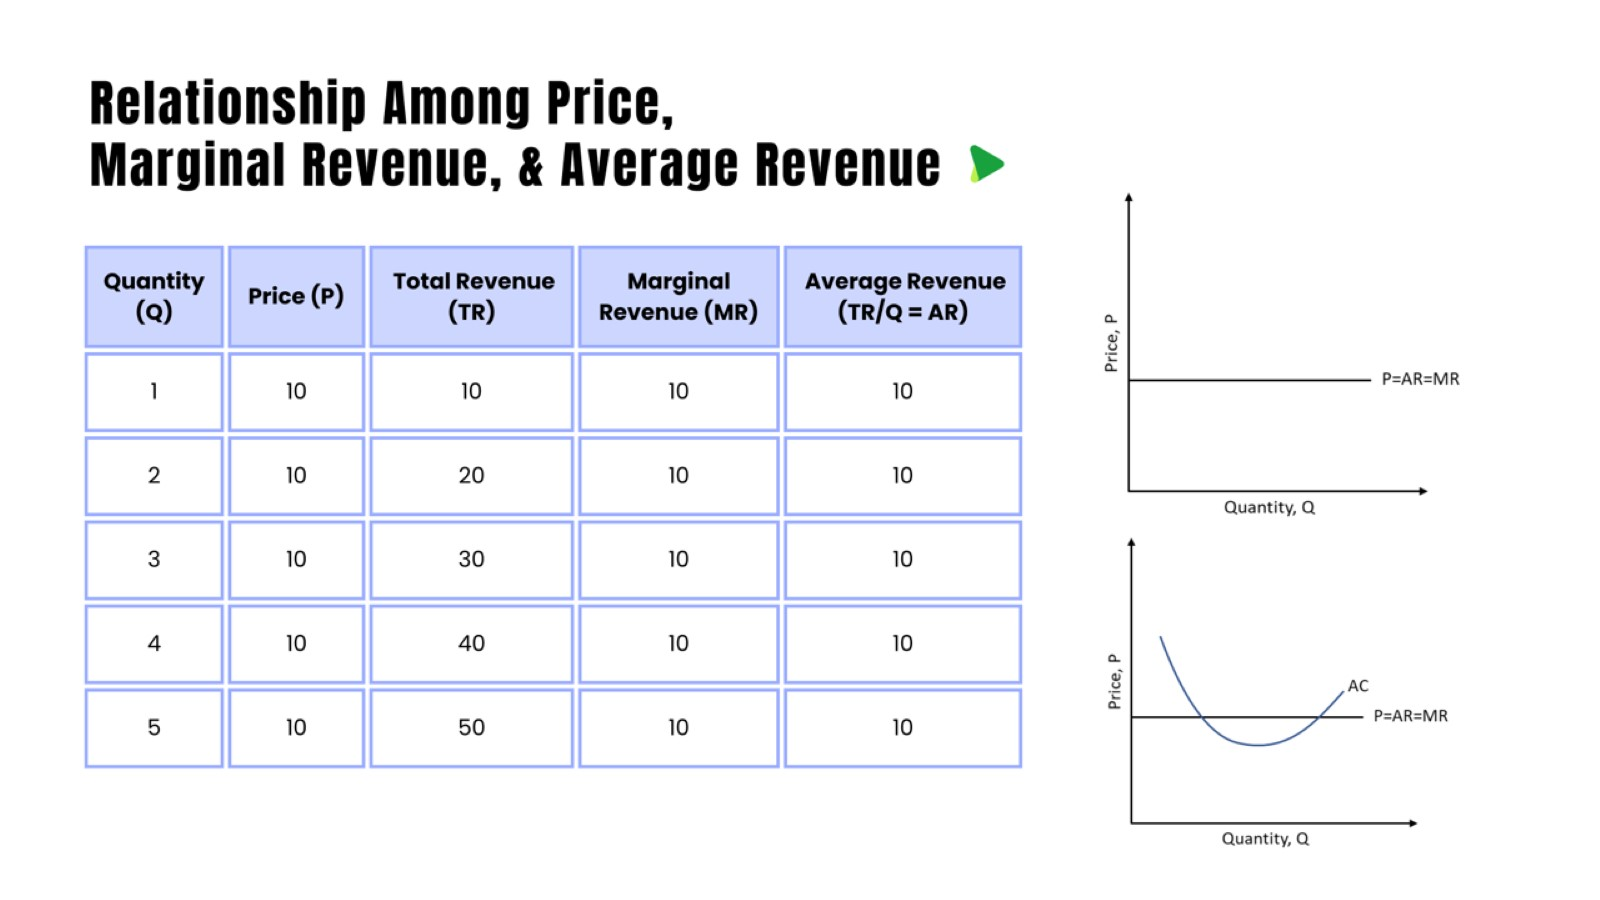 Relationship Among Price,
Marginal Revenue, & Average Revenue
Quantity
(Q)
Price (P)
Total Revenue
(TR)
Marginal
Revenue (MR)
Average Revenue
(TR/Q = AR)
1
10
10
10
10
2
10
20
10
10
3
10
30
10
10
4
10
40
10
10
5
10
50
10
10
Price, P
P=AR=MR
Quantity, Q
Price, P
AC
P=AR=MR
Quantity, Q